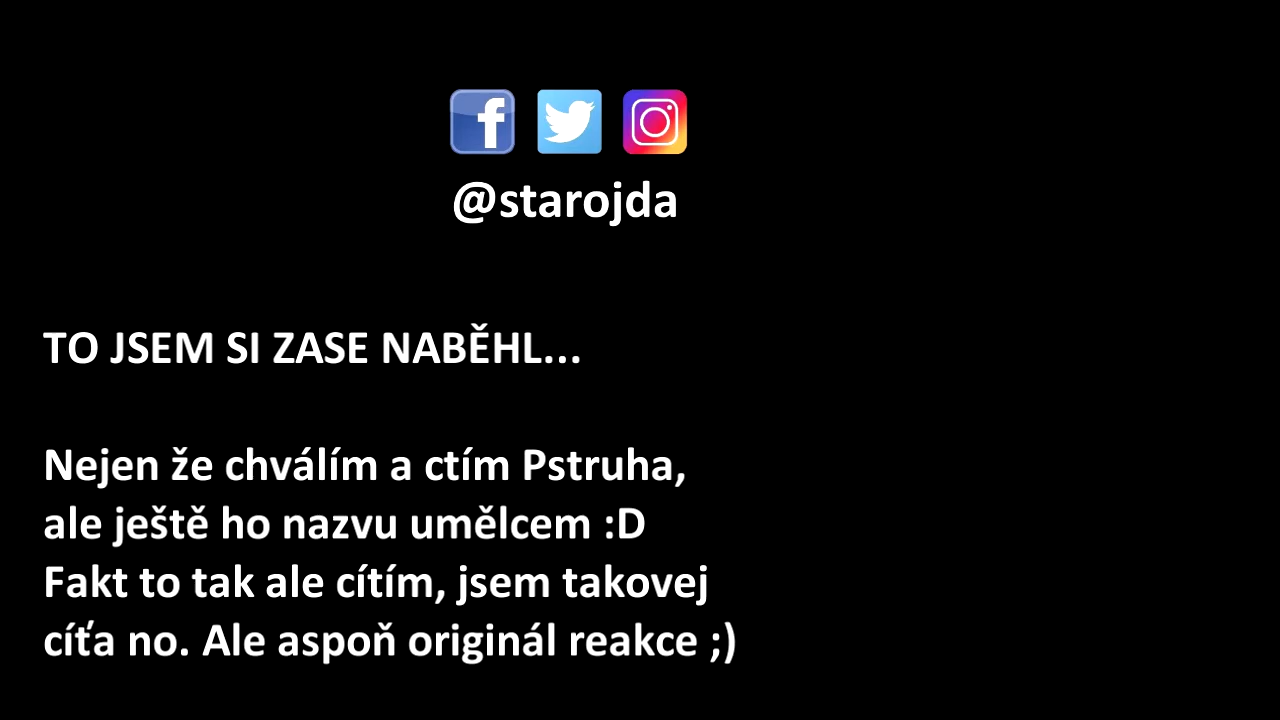 @starojda
TO JSEM SI ZASE NABĚHL...
Nejen že chválím a ctím Pstruha,
ale ještě ho nazvu umělcem :D
Fakt to tak ale cítím, jsem takovej
cíťa no. Ale aspoň originál reakce ;)